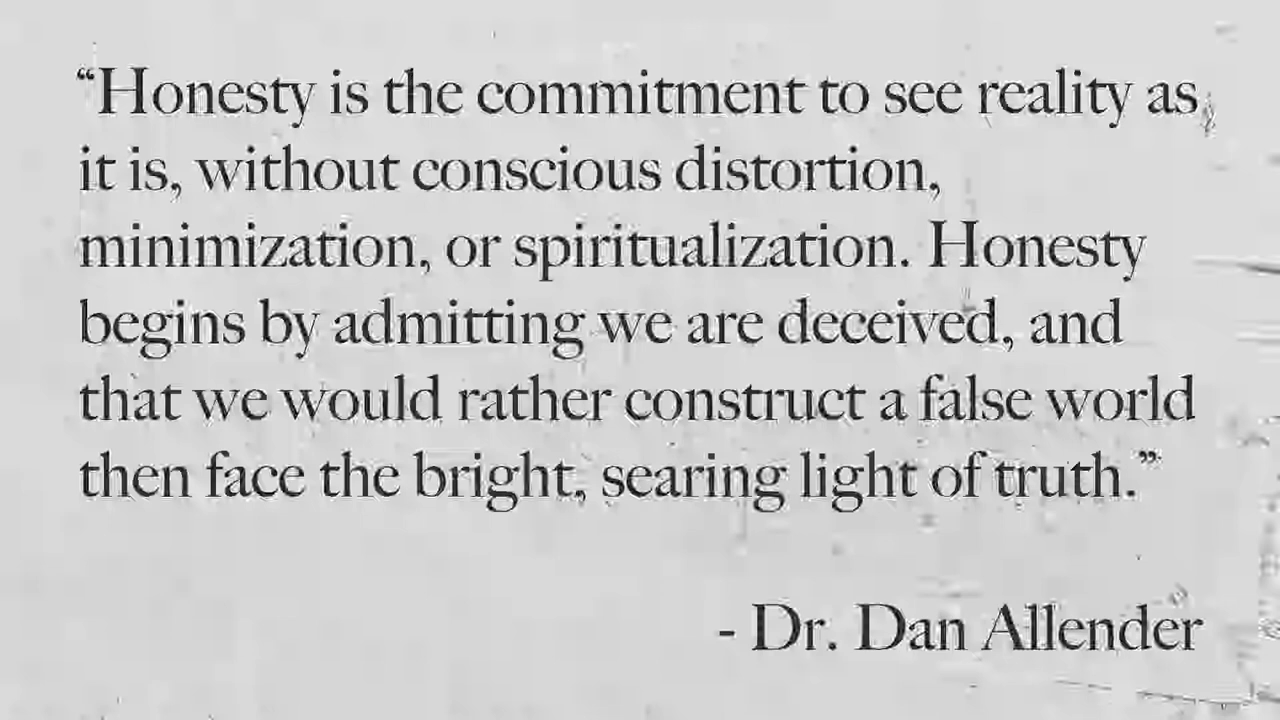 “Honesty is the commitment to see reality as
it is, without conscious distortion,
minimization, or spiritualization. Honesty
begins by admitting we are deceived, and
that we would rather construct a false world
then face the bright, searing light of truth.”
- Dr. Dan Allender